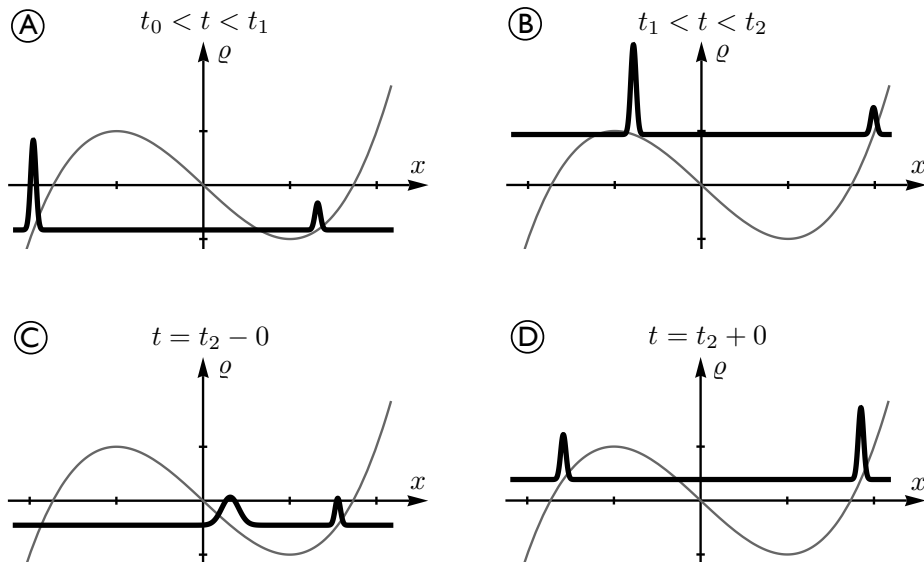 A
t₀ < t < t₁
ϱ
x
B
t₁ < t < t₂
ϱ
x
C
t = t₂ − 0
ϱ
x
D
t = t₂ + 0
ϱ
x